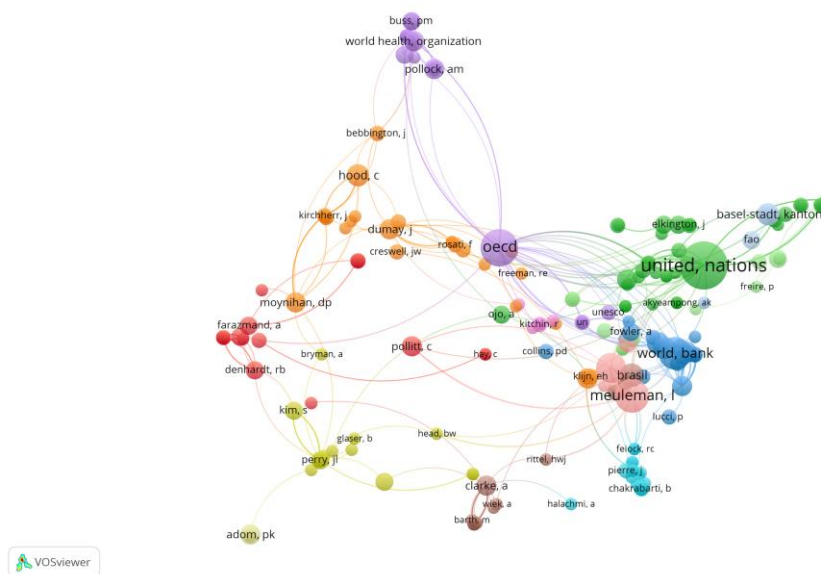 buss, pm
world health, organization
pollock, am
bebbington, j
hood, c
kirchherr, j
dumay, j
creswell, jw
rosati, f
oecd
freeman, re
elkington, j
basel-stadt, kanton
fao
united, nations
freire, p
akyeampong, ak
unesco
un
fowler, a
ojo, a
kitchin, r
moynihan, dp
farazmand, a
pollitt, c
hay, c
collins, pd
world, bank
bryman, a
denhardt, rb
klijn, eh
brasil
meuleman, l
lucci, p
kim, s
glaser, b
head, bw
perry, jl
rittel, hwj
feiock, rc
pierre, j
chakrabarti, b
clarke, a
wiek, a
halachmi, a
barth, m
adom, pk
VOSviewer